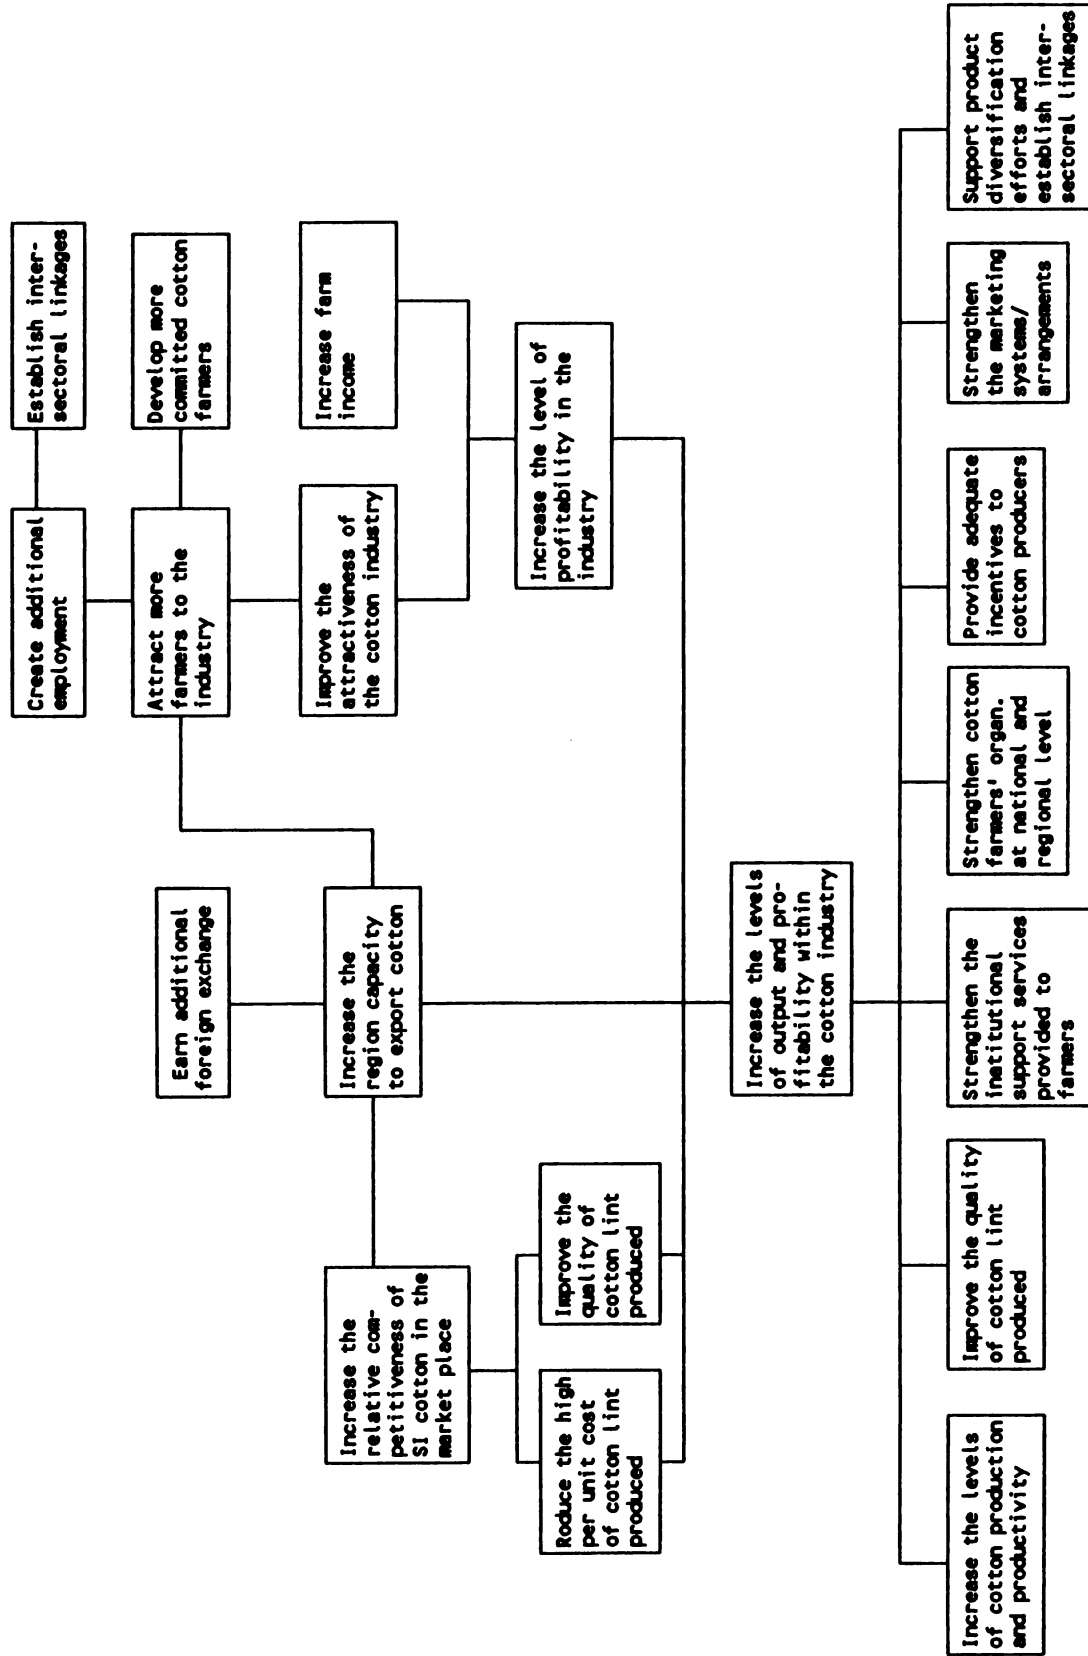 Create additional
employment
Establish inter-
sectoral linkages
Attract more
farmers to the
industry
Develop more
committed cotton
farmers
Earn additional
foreign exchange
Improve the
attractiveness of
the cotton industry
Increase farm
income
Increase the
relative com-
petitiveness of
SI cotton in the
market place
Increase the
region capacity
to export cotton
Increase the level of
profitability in the
industry
Roduce the high
per unit cost
of cotton lint
produced
Improve the
quality of
cotton lint
produced
Increase the levels
of output and pro-
fitability within
the cotton industry
Increase the levels
of cotton production
and productivity
Improve the quality
of cotton lint
produced
Strengthen the
inatitutional
support services
provided to
farmers
Strengthen cotton
farmers' organ.
at national and
regional level
Provide adequate
incentives to
cotton producers
Strengthen
the marketing
systems/
arrangements
Support product
diversification
efforts and
establish inter-
sectoral linkages